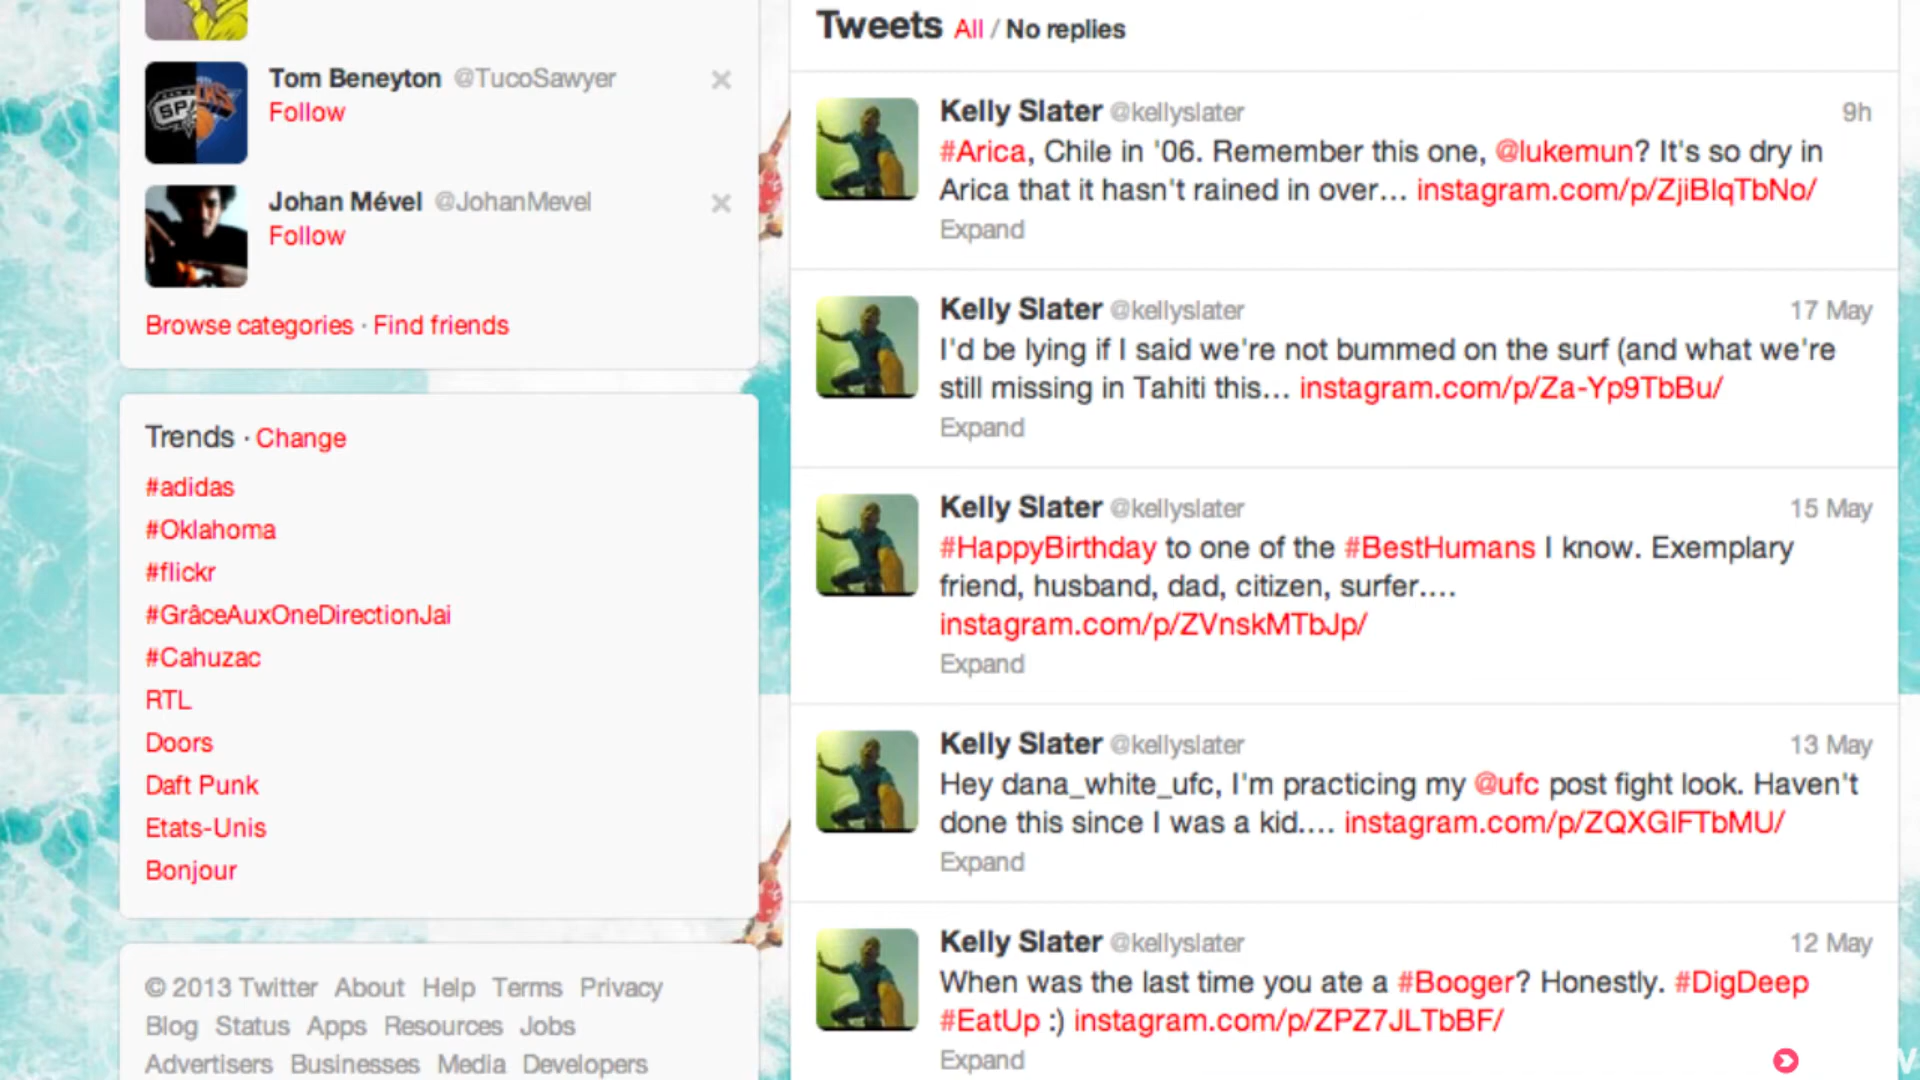 Tom Beneyton @TucoSawyer
Follow
Johan Mével @JohanMevel
Follow
Browse categories · Find friends
Trends · Change
#adidas
#Oklahoma
#flickr
#GrâceAuxOneDirectionJai
#Cahuzac
RTL
Doors
Daft Punk
Etats-Unis
Bonjour
© 2013 Twitter About Help Terms Privacy
Blog Status Apps Resources Jobs
Advertisers Businesses Media Developers
Tweets All / No replies
Kelly Slater @kellyslater 9h
#Arica, Chile in '06. Remember this one, @lukemun? It's so dry in
Arica that it hasn't rained in over... instagram.com/p/ZjiBlqTbNo/
Expand
Kelly Slater @kellyslater 17 May
I'd be lying if I said we're not bummed on the surf (and what we're
still missing in Tahiti this... instagram.com/p/Za-Yp9TbBu/
Expand
Kelly Slater @kellyslater 15 May
#HappyBirthday to one of the #BestHumans I know. Exemplary
friend, husband, dad, citizen, surfer....
instagram.com/p/ZVnskMTbJp/
Expand
Kelly Slater @kellyslater 13 May
Hey dana_white_ufc, I'm practicing my @ufc post fight look. Haven't
done this since I was a kid.... instagram.com/p/ZQXGlFTbMU/
Expand
Kelly Slater @kellyslater 12 May
When was the last time you ate a #Booger? Honestly. #DigDeep
#EatUp :) instagram.com/p/ZPZ7JLTbBF/
Expand